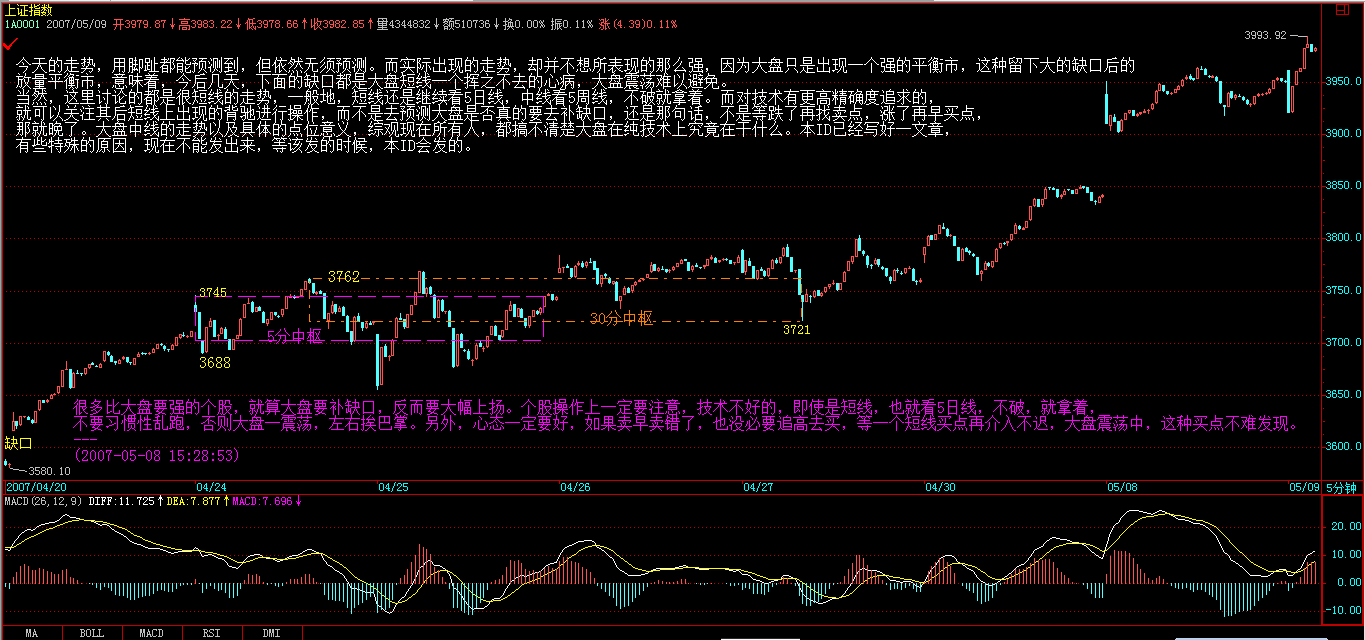 上证指数
1A0001 2007/05/09 开3979.87↓高3983.22↓低3978.66↑收3982.85↑量4344832↓额510736↓换0.00% 振0.11% 涨(4.39)0.11%
3993.92
今天的走势，用脚趾都能预测到，但依然无须预测。而实际出现的走势，却并不想所表现的那么强，因为大盘只是出现一个强的平衡市，这种留下大的缺口后的
放量平衡市，意味着，今后几天，下面的缺口都是大盘短线一个挥之不去的心病，大盘震荡难以避免。
当然，这里讨论的都是很短线的走势，一般地，短线还是继续看5日线，中线看5周线，不破就拿着。而对技术有更高精确度追求的，
就可以关注其后短线上出现的背驰进行操作，而不是去预测大盘是否真的要去补缺口，还是那句话，不是等跌了再找卖点，涨了再早买点，
那就晚了。大盘中线的走势以及具体的点位意义，综观现在所有人，都搞不清楚大盘在纯技术上究竟在干什么。本ID已经写好一文章，
有些特殊的原因，现在不能发出来，等该发的时候，本ID会发的。
3950.0
3900.0
3850.0
3800.0
3750.0
3700.0
3650.0
3600.0
3762
3745
30分中枢
3721
5分中枢
3688
很多比大盘要强的个股，就算大盘要补缺口，反而要大幅上扬。个股操作上一定要注意，技术不好的，即使是短线，也就看5日线，不破，就拿着，
不要习惯性乱跑，否则大盘一震荡，左右挨巴掌。另外，心态一定要好，如果卖早卖错了，也没必要追高去买，等一个短线买点再介入不迟，大盘震荡中，这种买点不难发现。
缺口
---
(2007-05-08 15:28:53)
3580.10
2007/04/20 04/24 04/25 04/26 04/27 04/30 05/08 05/09 5分钟
MACD(26,12,9) DIFF:11.725↑DEA:7.877↑MACD:7.696↓
20.00
10.00
0.00
-10.00
MA BOLL MACD RSI DMI